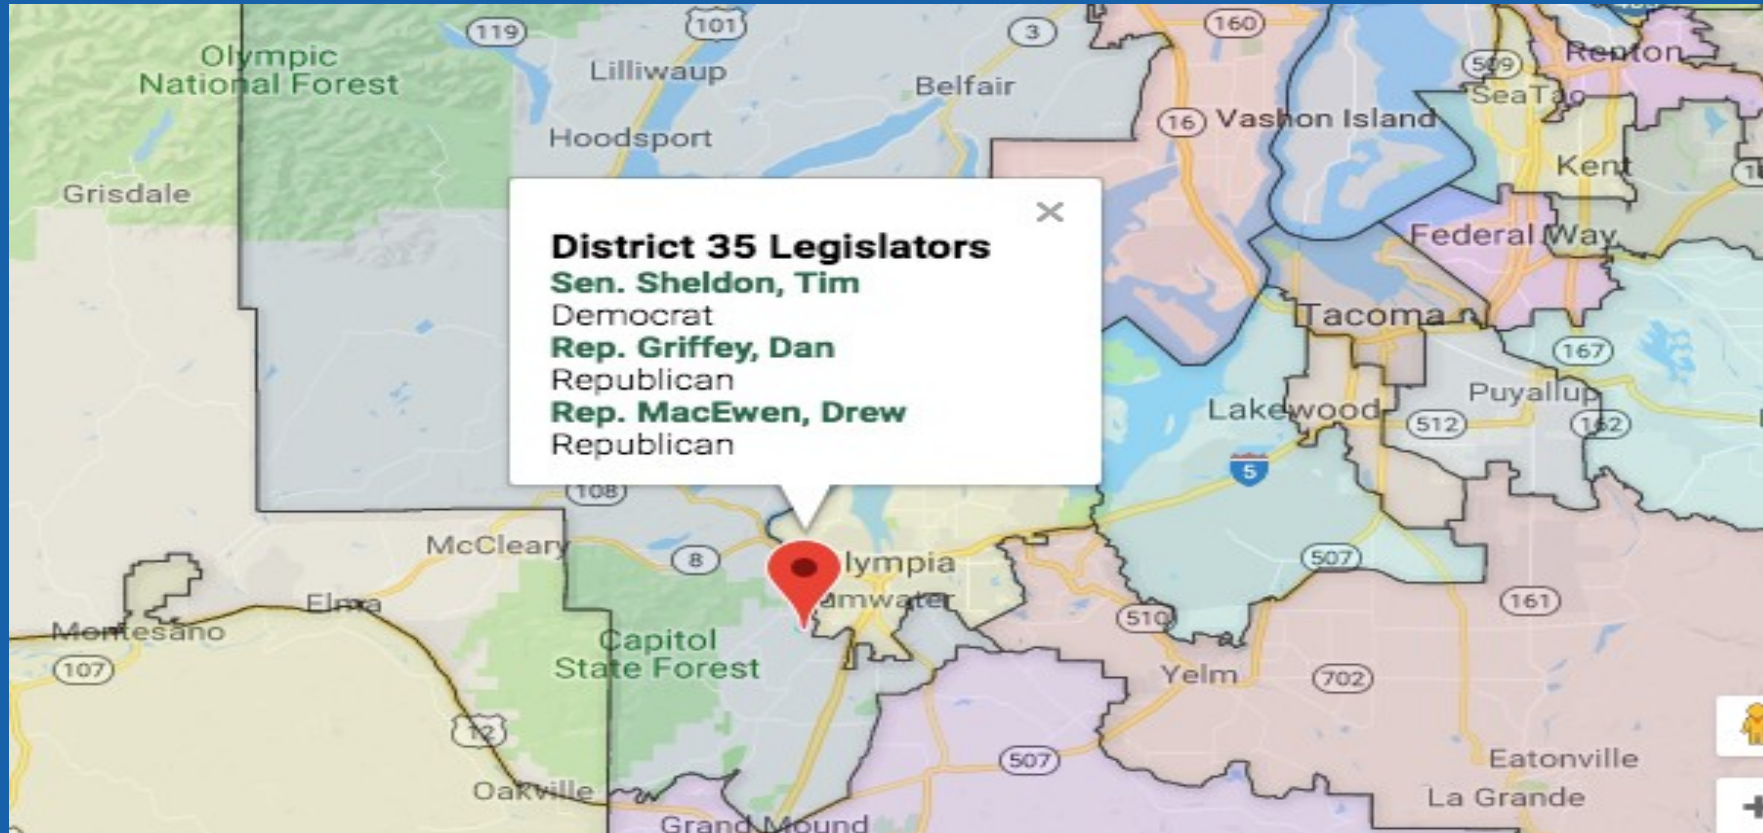 119
101
3
160
Olympic
National Forest
Lilliwaup
Belfair
509
Renton
SeaTac
Hoodsport
16
Vashon Island
Kent
Grisdale
District 35 Legislators
Sen. Sheldon, Tim
Democrat
Rep. Griffey, Dan
Republican
Rep. MacEwen, Drew
Republican
Federal Way
Tacoma
167
Puyallup
Lakewood
512
162
5
108
McCleary
8
lympia
umwater
507
Elma
Montesano
107
Capitol
State Forest
510
161
Yelm
702
12
507
Eatonville
Oakville
La Grande
Grand Mound